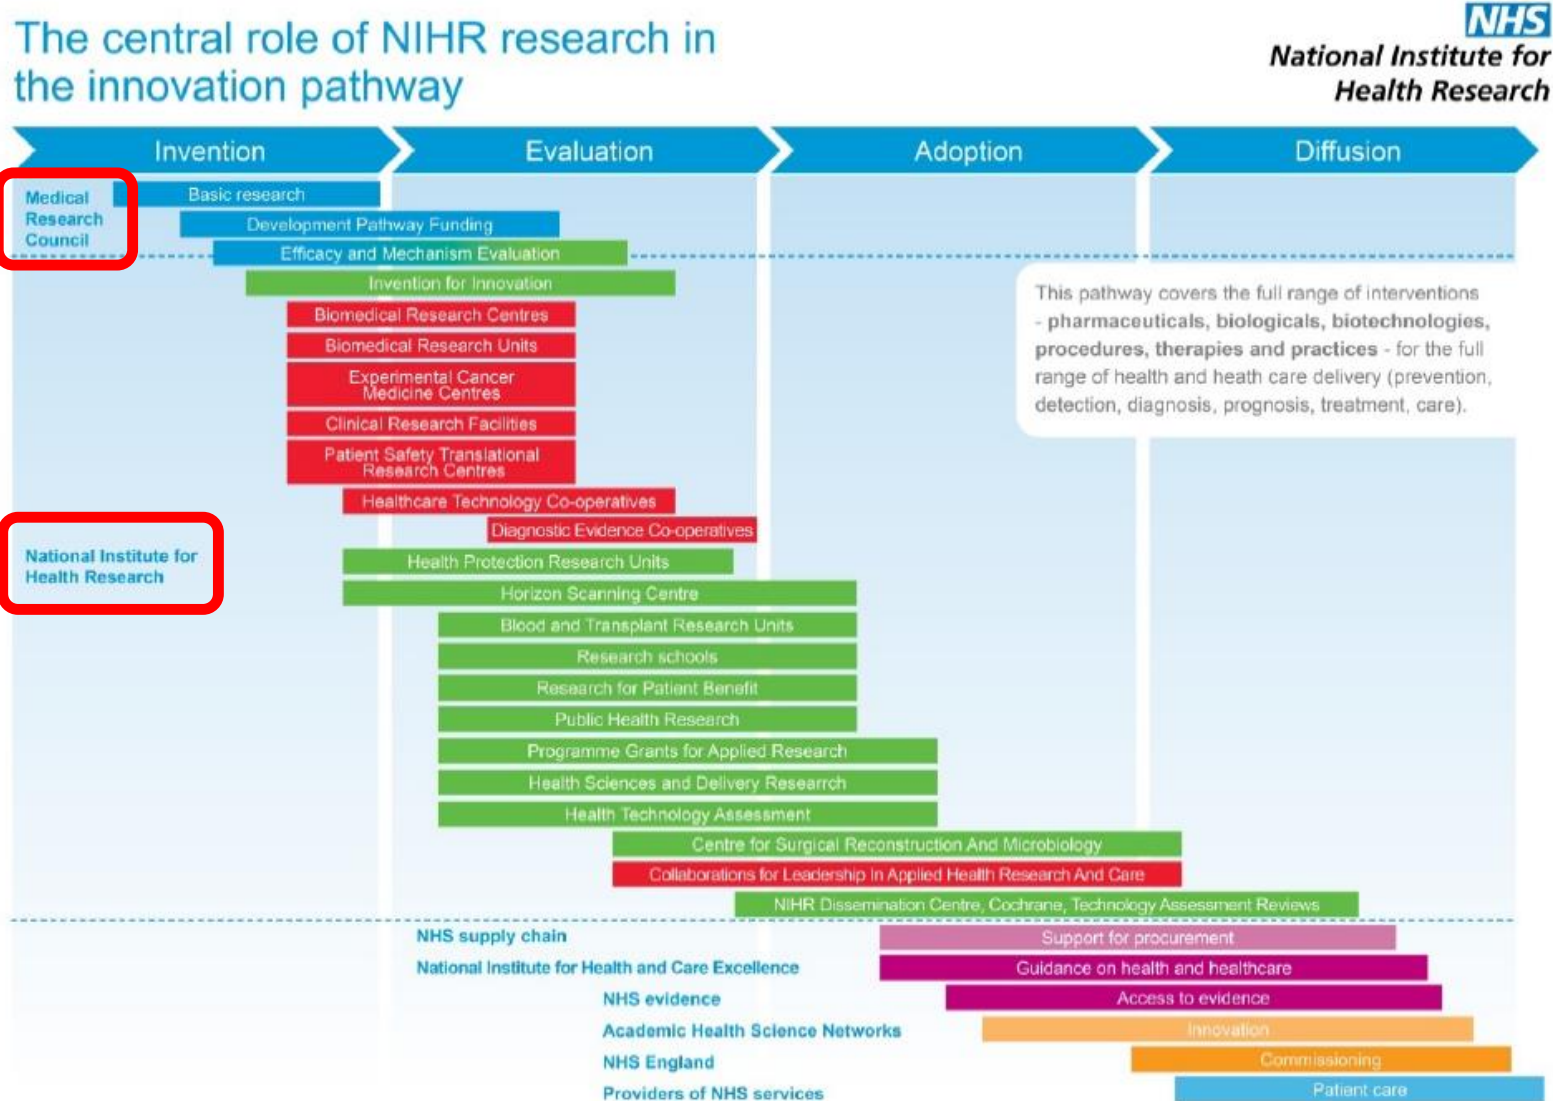 The central role of NIHR research in
the innovation pathway
NHS
National Institute for
Health Research
Invention
Evaluation
Adoption
Diffusion
Medical
Research
Council
Basic research
Development Pathway Funding
Efficacy and Mechanism Evaluation
Invention for Innovation
This pathway covers the full range of interventions
- pharmaceuticals, biologicals, biotechnologies,
procedures, therapies and practices - for the full
range of health and heath care delivery (prevention,
detection, diagnosis, prognosis, treatment, care).
Biomedical Research Centres
Biomedical Research Units
Experimental Cancer
Medicine Centres
Clinical Research Facilities
Patient Safety Translational
Research Centres
Healthcare Technology Co-operatives
Diagnostic Evidence Co-operatives
National Institute for
Health Research
Health Protection Research Units
Horizon Scanning Centre
Blood and Transplant Research Units
Research schools
Research for Patient Benefit
Public Health Research
Programme Grants for Applied Research
Health Sciences and Delivery Researrch
Health Technology Assessment
Centre for Surgical Reconstruction And Microbiology
Collaborations for Leadership In Applied Health Research And Care
NIHR Dissemination Centre, Cochrane, Technology Assessment Reviews
NHS supply chain
Support for procurement
National Institute for Health and Care Excellence
Guidance on health and healthcare
NHS evidence
Access to evidence
Academic Health Science Networks
Innovation
NHS England
Commissioning
Providers of NHS services
Patient care